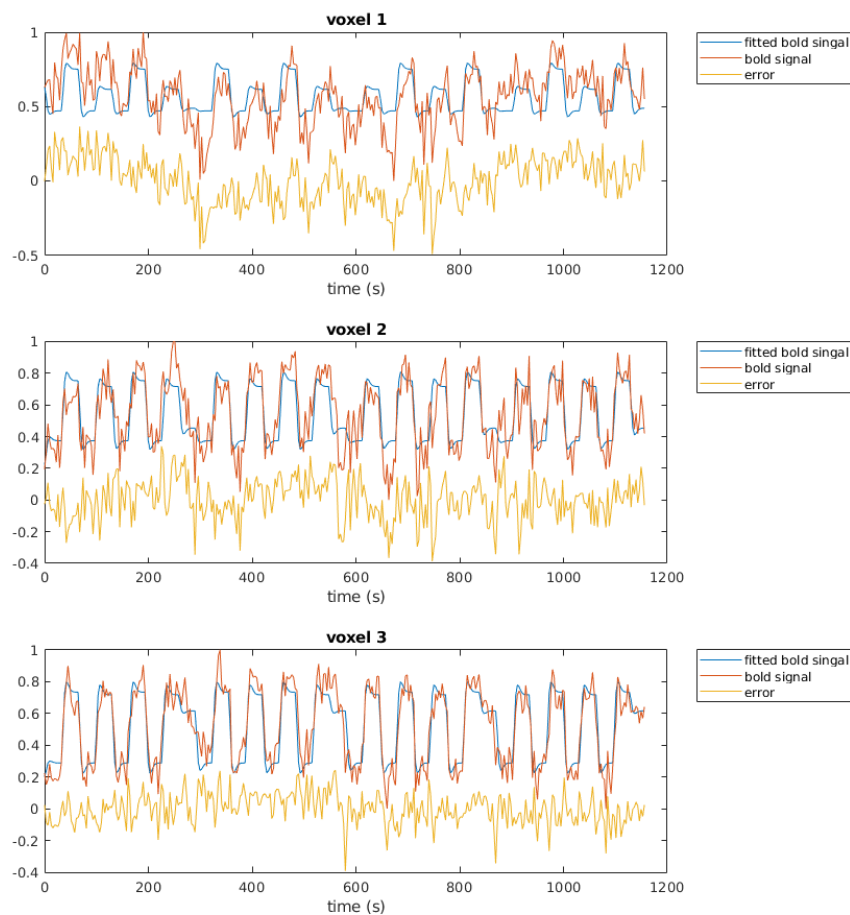 voxel 1
1
0.5
0
-0.5
0 200 400 600 800 1000 1200
time (s)
fitted bold singal
bold signal
error
voxel 2
1
0.8
0.6
0.4
0.2
0
-0.2
-0.4
0 200 400 600 800 1000 1200
time (s)
fitted bold singal
bold signal
error
voxel 3
1
0.8
0.6
0.4
0.2
0
-0.2
-0.4
0 200 400 600 800 1000 1200
time (s)
fitted bold singal
bold signal
error